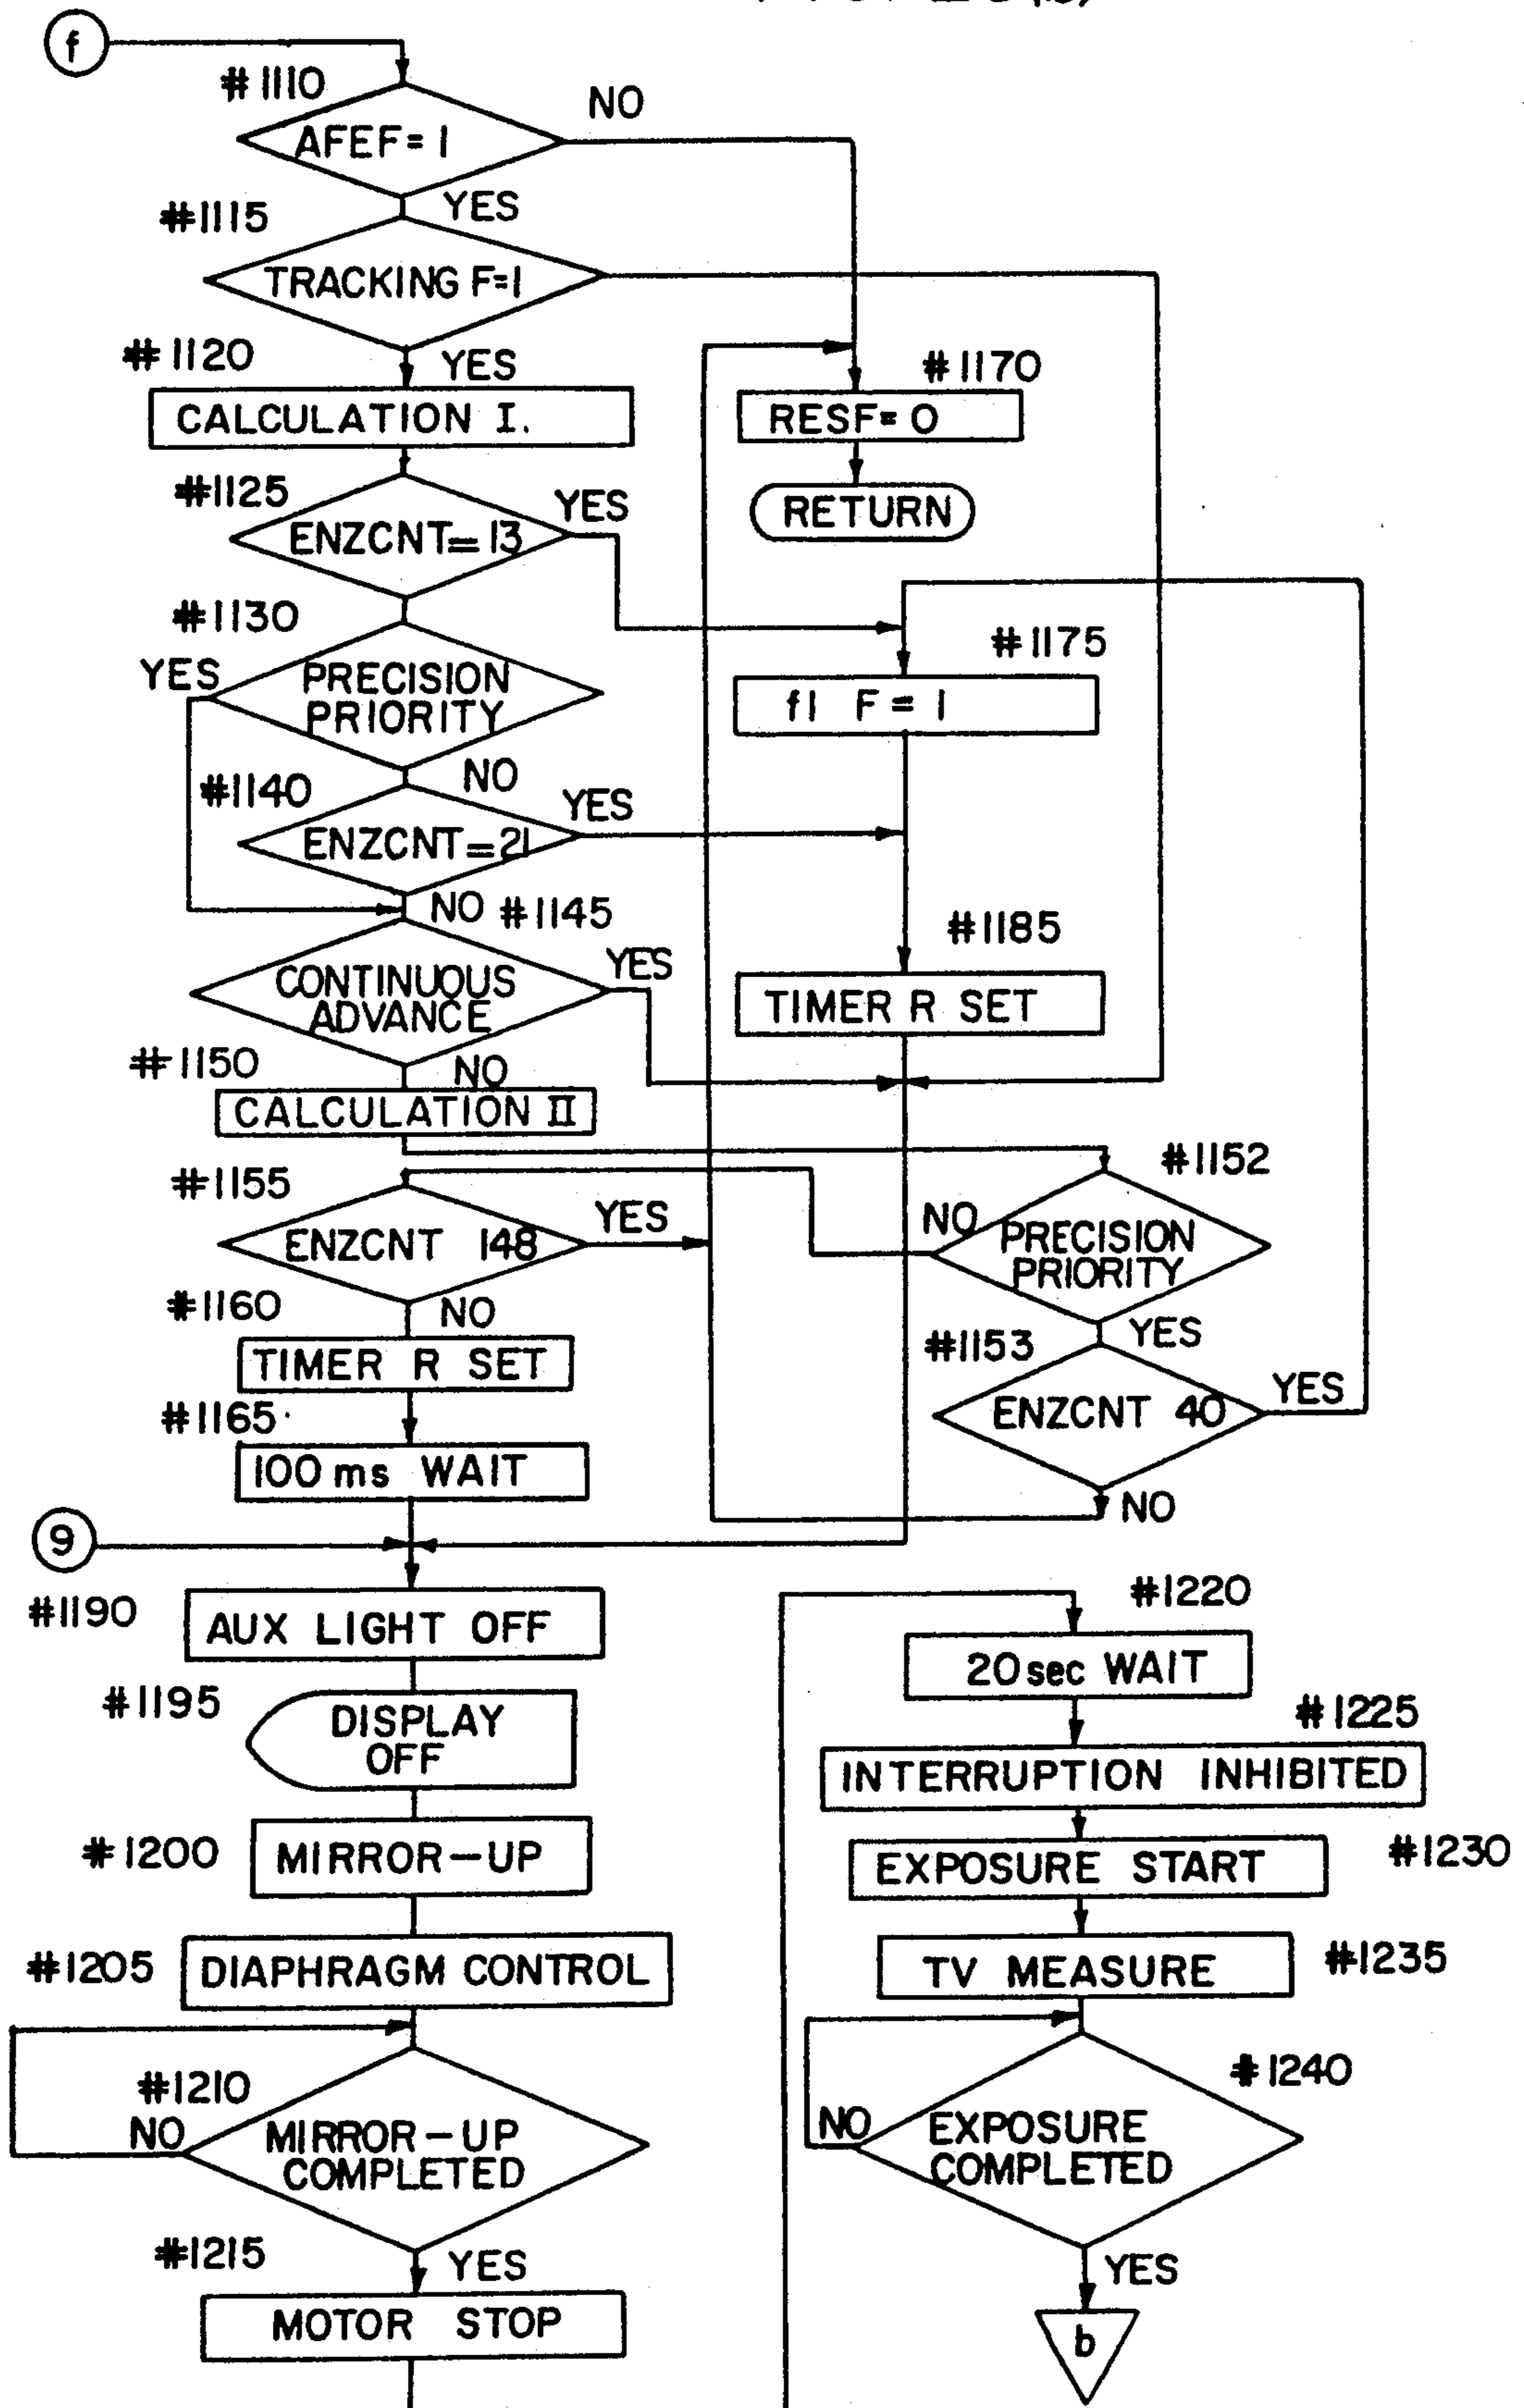 f
#1110
NO
AFEF=1
YES
#1115
TRACKING F=1
#1120
YES
CALCULATION I.
#1170
RESF=0
RETURN
#1125
YES
ENZCNT=13
#1130
YES
PRECISION
PRIORITY
#1175
f1 F=1
NO
#1140
YES
ENZCNT=21
NO
#1145
YES
CONTINUOUS
ADVANCE
#1185
TIMER R SET
#1150
NO
CALCULATION II
#1152
NO
PRECISION
PRIORITY
#1155
YES
ENZCNT 148
#1160
NO
TIMER R SET
YES
#1153
YES
ENZCNT 40
NO
#1165
100ms WAIT
9
#1190
AUX LIGHT OFF
#1195
DISPLAY
OFF
#1200
MIRROR-UP
#1205
DIAPHRAGM CONTROL
#1210
NO
MIRROR-UP
COMPLETED
#1215
YES
MOTOR STOP
#1220
20sec WAIT
#1225
INTERRUPTION INHIBITED
EXPOSURE START
#1230
TV MEASURE
#1235
#1240
NO
EXPOSURE
COMPLETED
YES
b